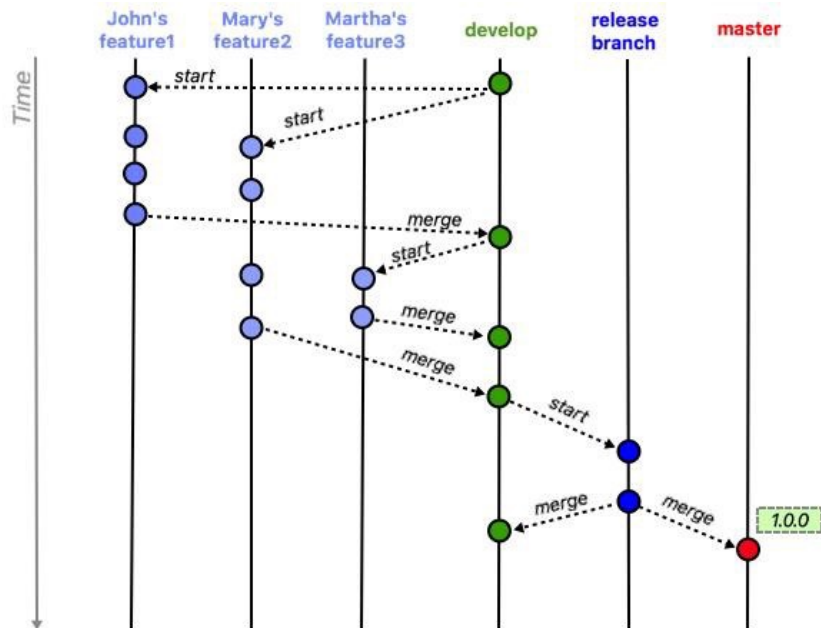 John's
feature1
Mary's
feature2
Martha's
feature3
develop
release
branch
master
Time
start
start
merge
start
merge
merge
start
merge
merge
1.0.0